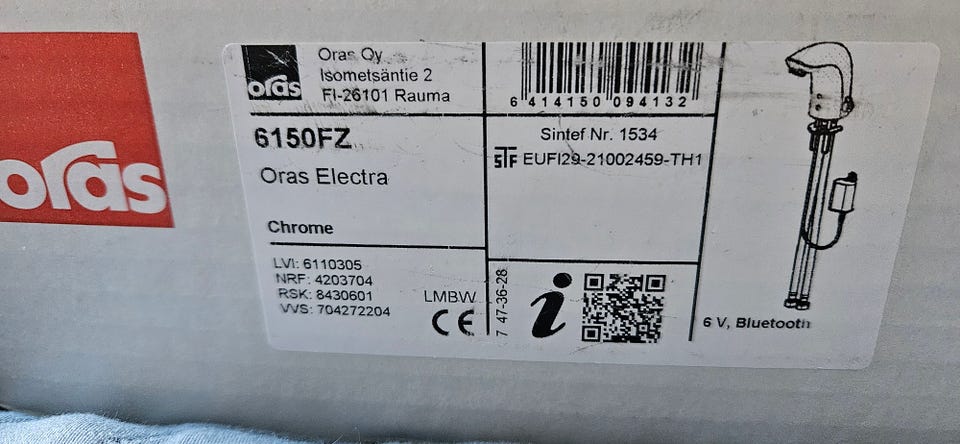 oras
oras
Oras Oy
Isometsäntie 2
FI-26101 Rauma
6 414150 094132
6150FZ
Oras Electra
Chrome
Sintef Nr. 1534
STF EUFI29-21002459-TH1
LVI: 6110305
NRF: 4203704
RSK: 8430601
VVS: 704272204
LMBW
CE
7 47-36-28
i
6 V, Bluetooth